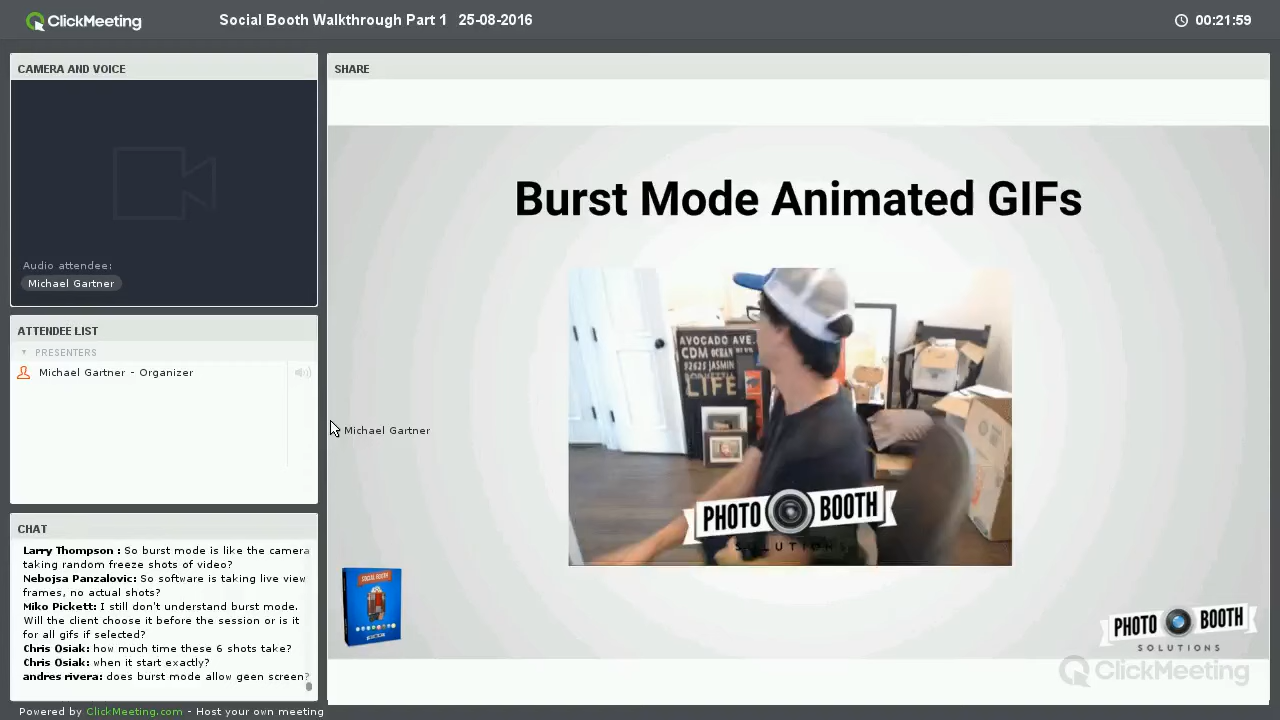 ClickMeeting
Social Booth Walkthrough Part 1 25-08-2016
00:21:59
CAMERA AND VOICE
Audio attendee:
Michael Gartner
ATTENDEE LIST
PRESENTERS
Michael Gartner - Organizer
CHAT
Larry Thompson : So burst mode is like the camera
taking random freeze shots of video?
Nebojsa Panzalovic: So software is taking live view
frames, no actual shots?
Miko Pickett: I still don't understand burst mode.
Will the client choose it before the session or is it
for all gifs if selected?
Chris Osiak: how much time these 6 shots take?
Chris Osiak: when it start exactly?
andres rivera: does burst mode allow geen screen?
Powered by ClickMeeting.com - Host your own meeting
SHARE
Burst Mode Animated GIFs
Michael Gartner
AVOCADO AVE.
CDM OCEAN
92625 JASMIN
LIFE
PHOTO BOOTH
SOLUTIONS
SOCIAL BOOTH
PHOTO BOOTH
SOLUTIONS
ClickMeeting